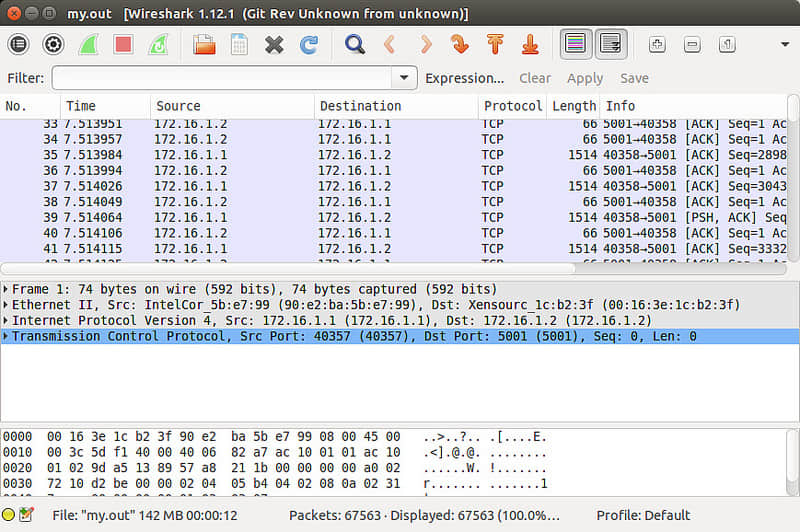 my.out [Wireshark 1.12.1 (Git Rev Unknown from unknown)]
Filter: Expression... Clear Apply Save
No. Time Source Destination Protocol Length Info
33 7.513951 172.16.1.2 172.16.1.1 TCP 66 5001→40358 [ACK] Seq=1 Ac
34 7.513957 172.16.1.2 172.16.1.1 TCP 66 5001→40358 [ACK] Seq=1 Ac
35 7.513984 172.16.1.1 172.16.1.2 TCP 1514 40358→5001 [ACK] Seq=2898
36 7.513994 172.16.1.2 172.16.1.1 TCP 66 5001→40358 [ACK] Seq=1 Ac
37 7.514026 172.16.1.1 172.16.1.2 TCP 1514 40358→5001 [ACK] Seq=3043
38 7.514049 172.16.1.2 172.16.1.1 TCP 66 5001→40358 [ACK] Seq=1 Ac
39 7.514064 172.16.1.1 172.16.1.2 TCP 1514 40358→5001 [PSH, ACK] Seq
40 7.514106 172.16.1.2 172.16.1.1 TCP 66 5001→40358 [ACK] Seq=1 Ac
41 7.514115 172.16.1.1 172.16.1.2 TCP 1514 40358→5001 [ACK] Seq=3332
Frame 1: 74 bytes on wire (592 bits), 74 bytes captured (592 bits)
Ethernet II, Src: IntelCor_5b:e7:99 (90:e2:ba:5b:e7:99), Dst: Xensourc_1c:b2:3f (00:16:3e:1c:b2:3f)
Internet Protocol Version 4, Src: 172.16.1.1 (172.16.1.1), Dst: 172.16.1.2 (172.16.1.2)
Transmission Control Protocol, Src Port: 40357 (40357), Dst Port: 5001 (5001), Seq: 0, Len: 0
0000 00 16 3e 1c b2 3f 90 e2 ba 5b e7 99 08 00 45 00 ..>..?.. .[....E.
0010 00 3c 5d f1 40 00 40 06 82 a7 ac 10 01 01 ac 10 .<].@.@. ........
0020 01 02 9d a5 13 89 57 a8 21 1b 00 00 00 00 a0 02 ......W. !.......
0030 72 10 d2 be 00 00 02 04 05 b4 04 02 08 0a 02 31 r....... .......1
File: "my.out" 142 MB 00:00:12 Packets: 67563 · Displayed: 67563 (100.0%... Profile: Default